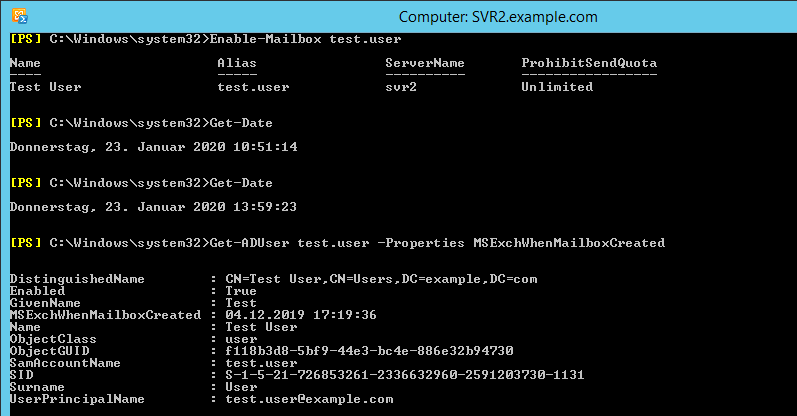 Computer: SVR2.example.com
[PS] C:\Windows\system32>Enable-Mailbox test.user
Name Alias ServerName ProhibitSendQuota
---- ----- ---------- -----------------
Test User test.user svr2 Unlimited
[PS] C:\Windows\system32>Get-Date
Donnerstag, 23. Januar 2020 10:51:14
[PS] C:\Windows\system32>Get-Date
Donnerstag, 23. Januar 2020 13:59:23
[PS] C:\Windows\system32>Get-ADUser test.user -Properties MSExchWhenMailboxCreated
DistinguishedName : CN=Test User,CN=Users,DC=example,DC=com
Enabled : True
GivenName : Test
MSExchWhenMailboxCreated : 04.12.2019 17:19:36
Name : Test User
ObjectClass : user
ObjectGUID : f118b3d8-5bf9-44e3-bc4e-886e32b94730
SamAccountName : test.user
SID : S-1-5-21-726853261-2336632960-2591203730-1131
Surname : User
UserPrincipalName : test.user@example.com